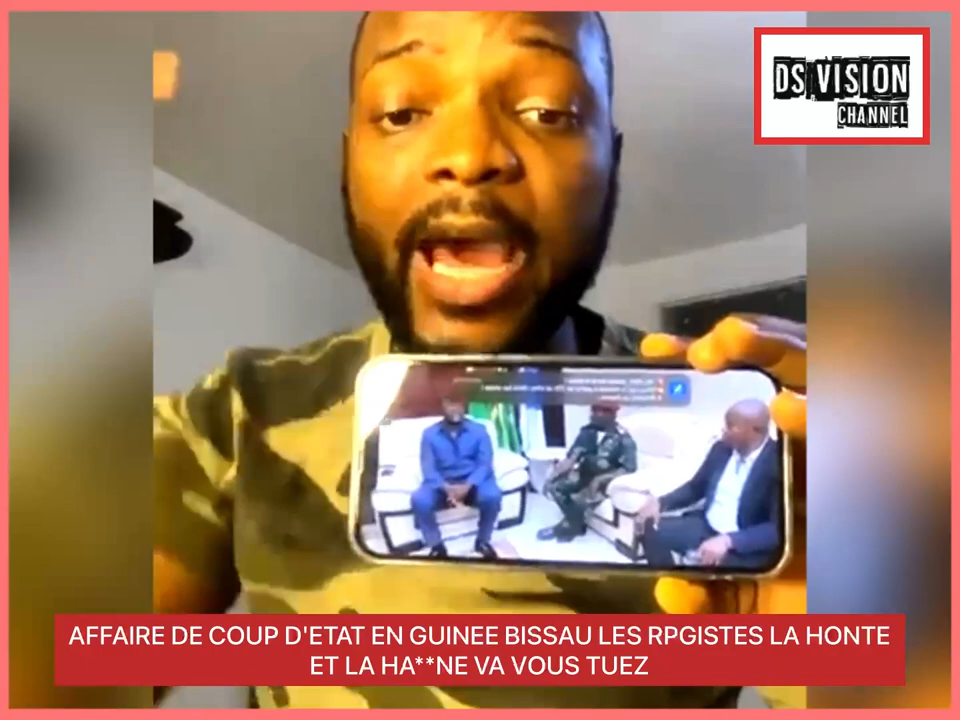 DS VISION
CHANNEL
AFFAIRE DE COUP D'ETAT EN GUINEE BISSAU LES RPGISTES LA HONTE
ET LA HA**NE VA VOUS TUEZ